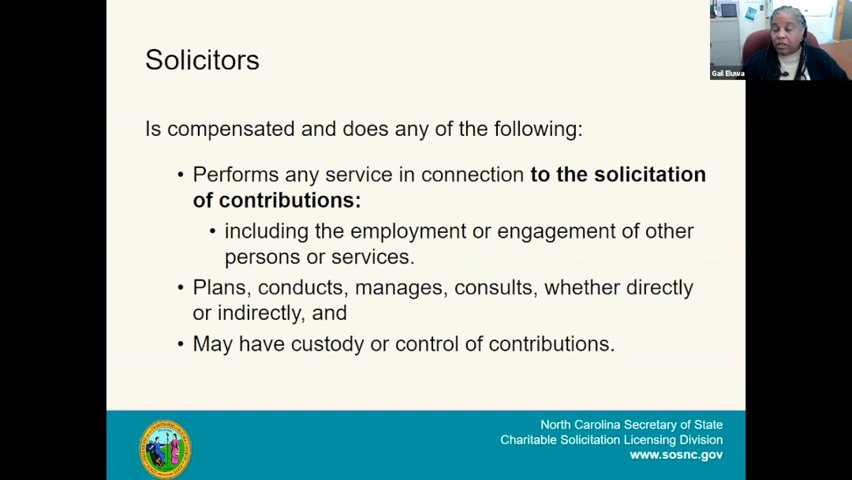 Solicitors
Gail Eluwa
Is compensated and does any of the following:
• Performs any service in connection to the solicitation
of contributions:
• including the employment or engagement of other
persons or services.
• Plans, conducts, manages, consults, whether directly
or indirectly, and
• May have custody or control of contributions.
North Carolina Secretary of State
Charitable Solicitation Licensing Division
www.sosnc.gov